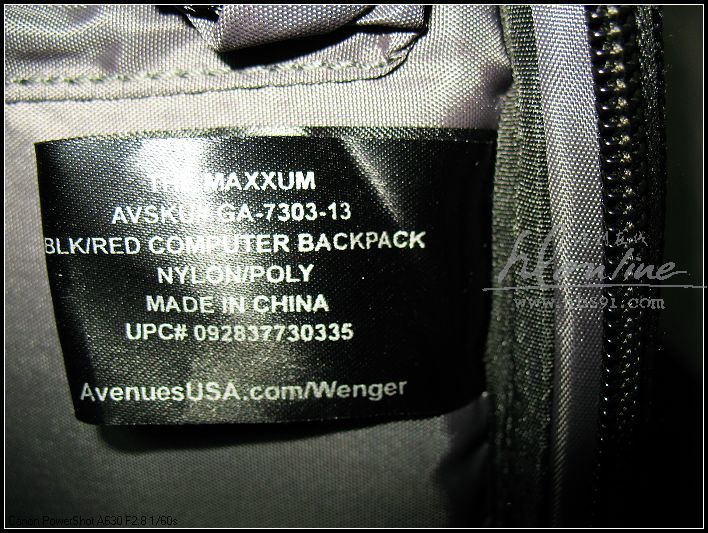 THE MAXXUM
AVSKU# GA-7303-13
BLK/RED COMPUTER BACKPACK
NYLON/POLY
MADE IN CHINA
UPC# 092837730335
AvenuesUSA.com/Wenger
online
Canon PowerShot A630 F2.8 1/60s